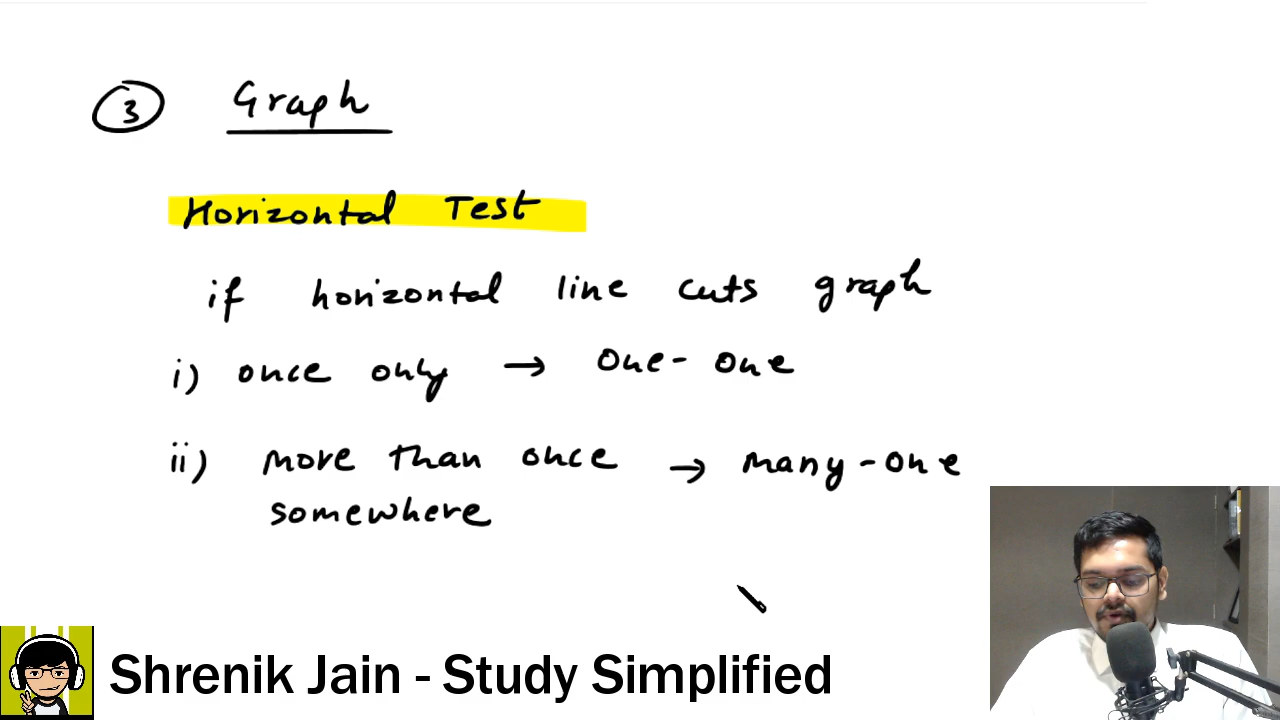 3 Graph
Horizontal Test
if horizontal line cuts graph
i) once only → one-one
ii) more than once → many-one
somewhere
Shrenik Jain - Study Simplified